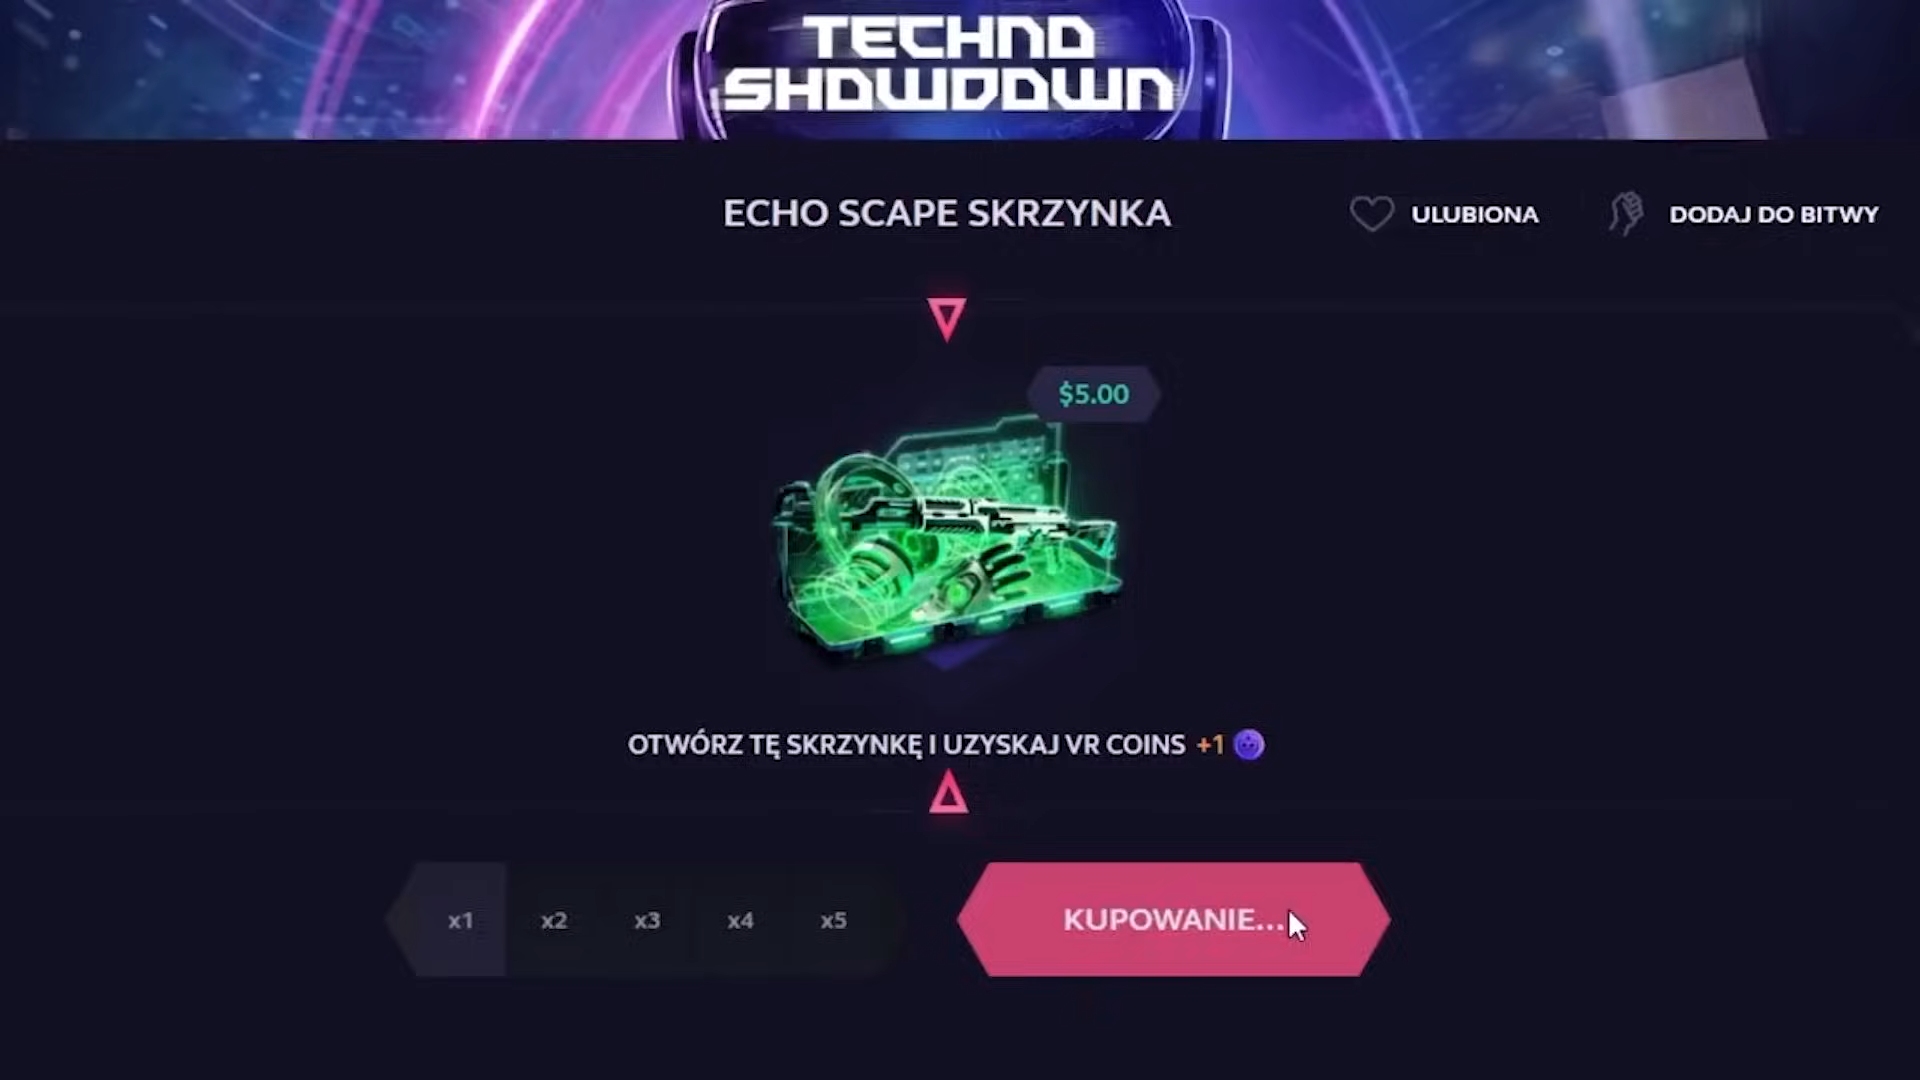 TECHNO
SHOWDOWN
ECHO SCAPE SKRZYNKA
ULUBIONA
DODAJ DO BITWY
$5.00
OTWÓRZ TĘ SKRZYNKĘ I UZYSKAJ VR COINS +1
x1 x2 x3 x4 x5
KUPOWANIE...